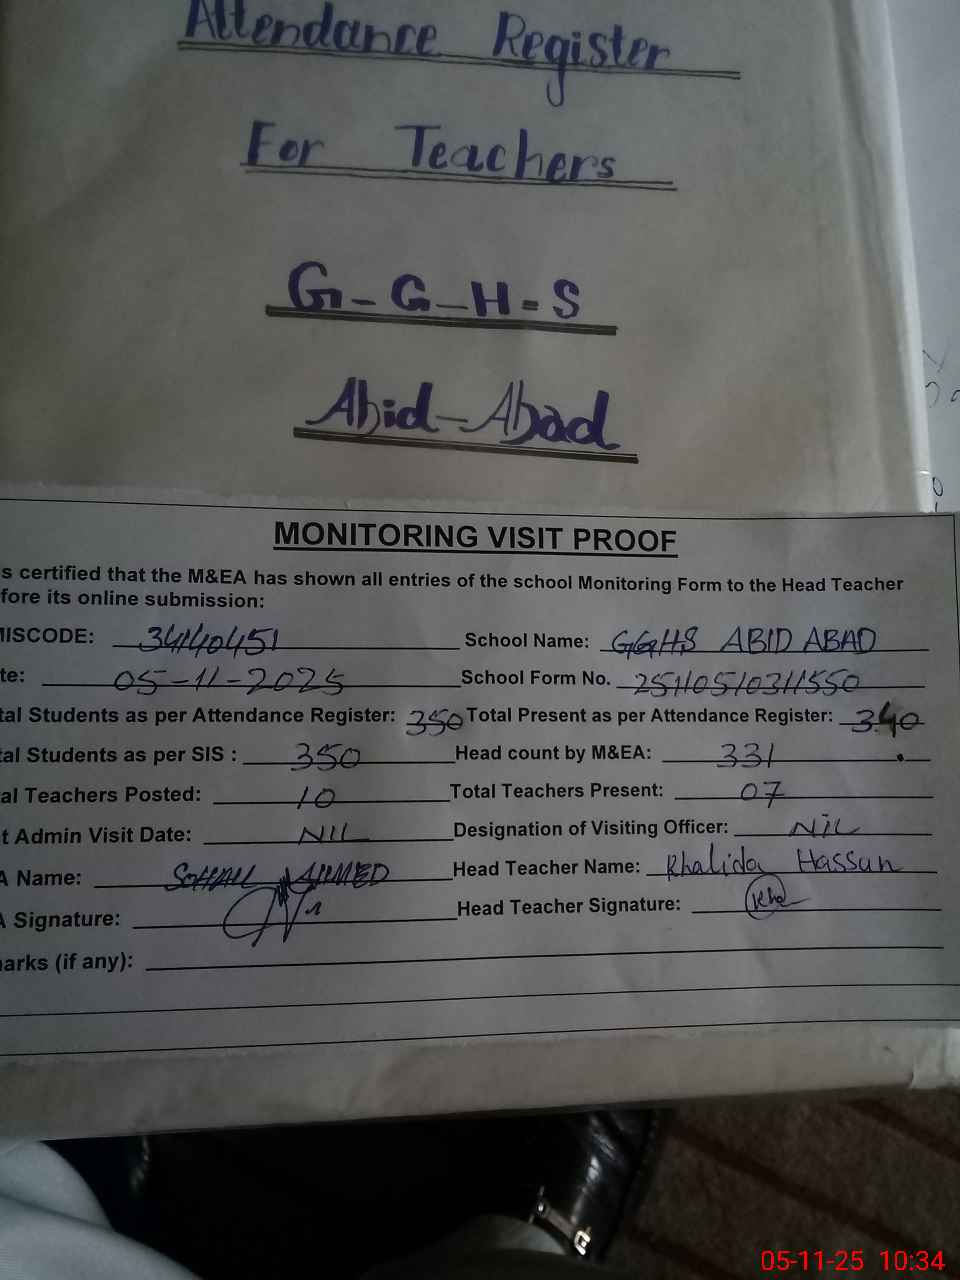 Attendance Register
For Teachers
G-G-H-S
Abid-Abad
MONITORING VISIT PROOF
s certified that the M&EA has shown all entries of the school Monitoring Form to the Head Teacher
fore its online submission:
MISCODE: 34140451 School Name: GGHS ABID ABAD
te: 05-11-2025 School Form No. 25110510311550
tal Students as per Attendance Register: 350 Total Present as per Attendance Register: 340
tal Students as per SIS : 350 Head count by M&EA: 331
al Teachers Posted: 10 Total Teachers Present: 07
t Admin Visit Date: NIL Designation of Visiting Officer: NIL
A Name: SOHAIL AHMED Head Teacher Name: Khalida Hassan
A Signature: Head Teacher Signature: Kha
arks (if any):
05-11-25 10:34